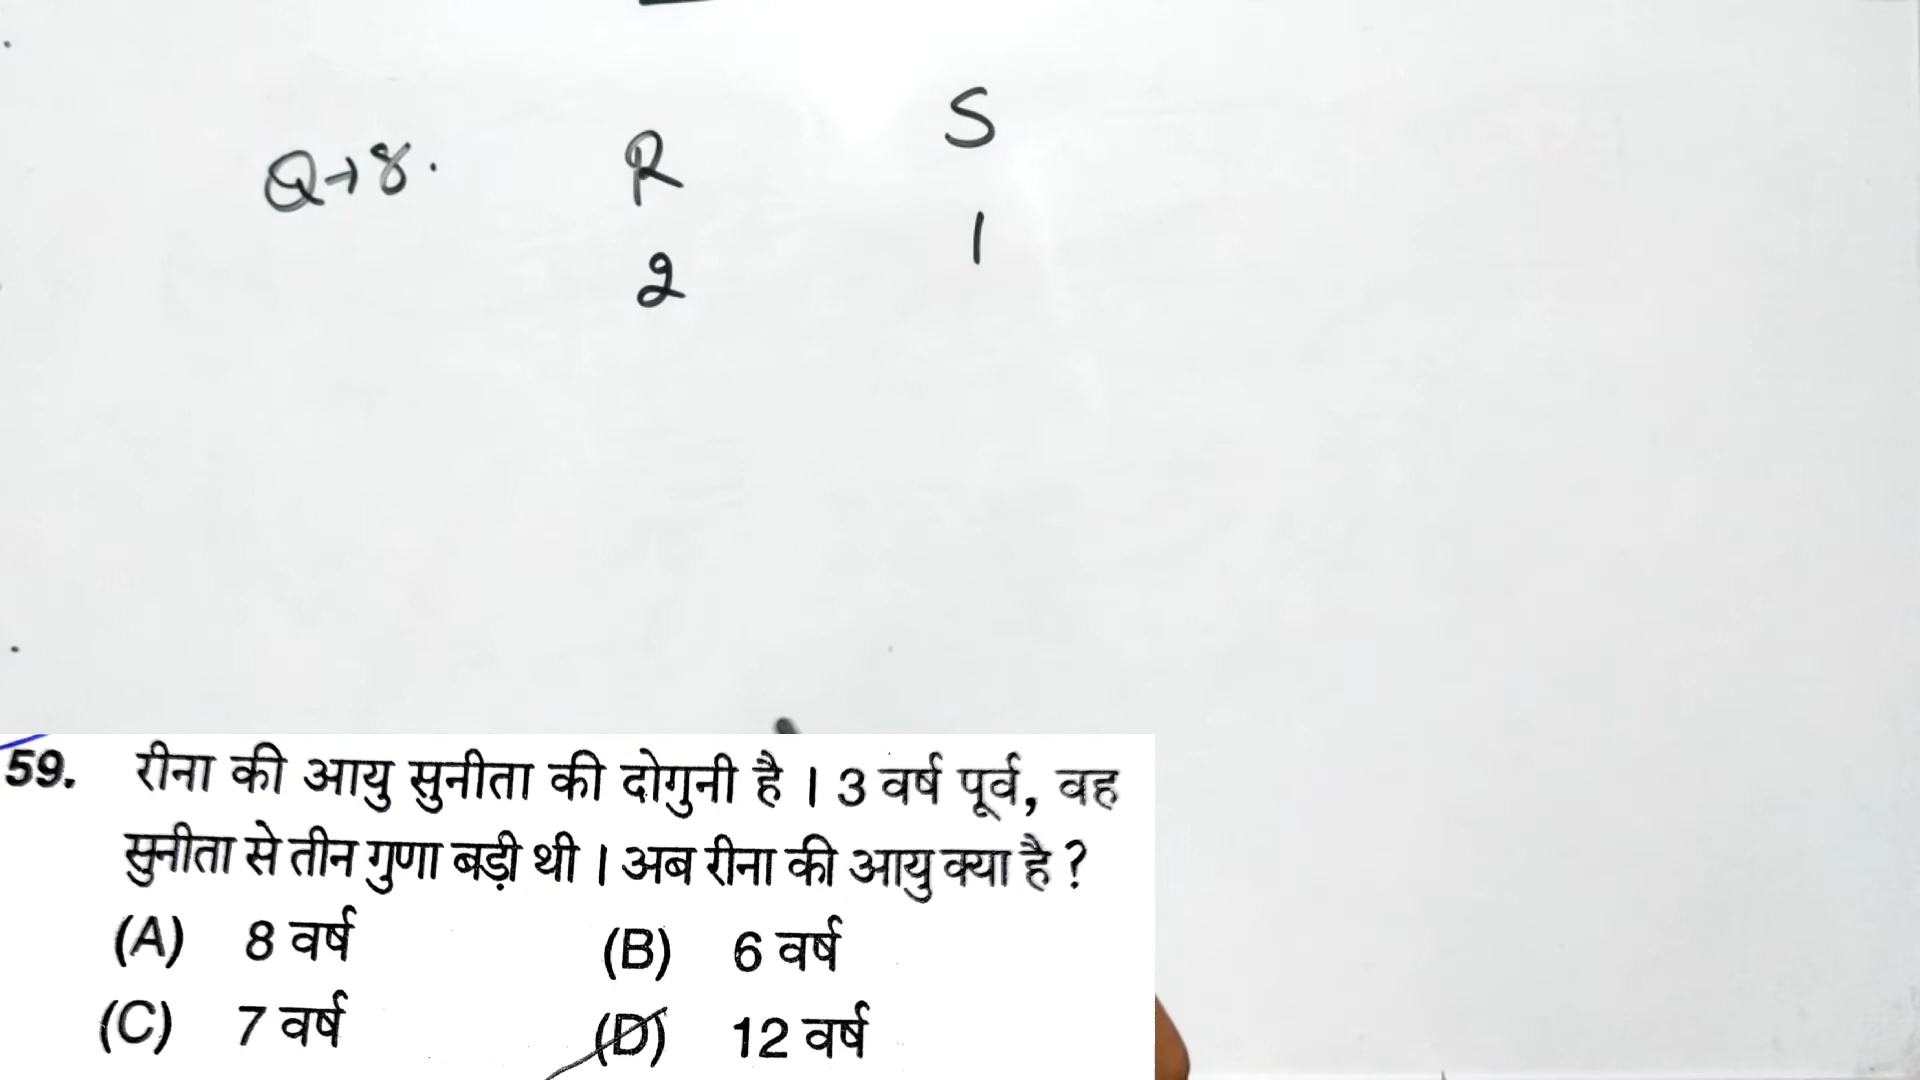 Q→8. R S
2 1
59. रीना की आयु सुनीता की दोगुनी है । 3 वर्ष पूर्व, वह
सुनीता से तीन गुणा बड़ी थी । अब रीना की आयु क्या है ?
(A) 8 वर्ष (B) 6 वर्ष
(C) 7 वर्ष (D) 12 वर्ष